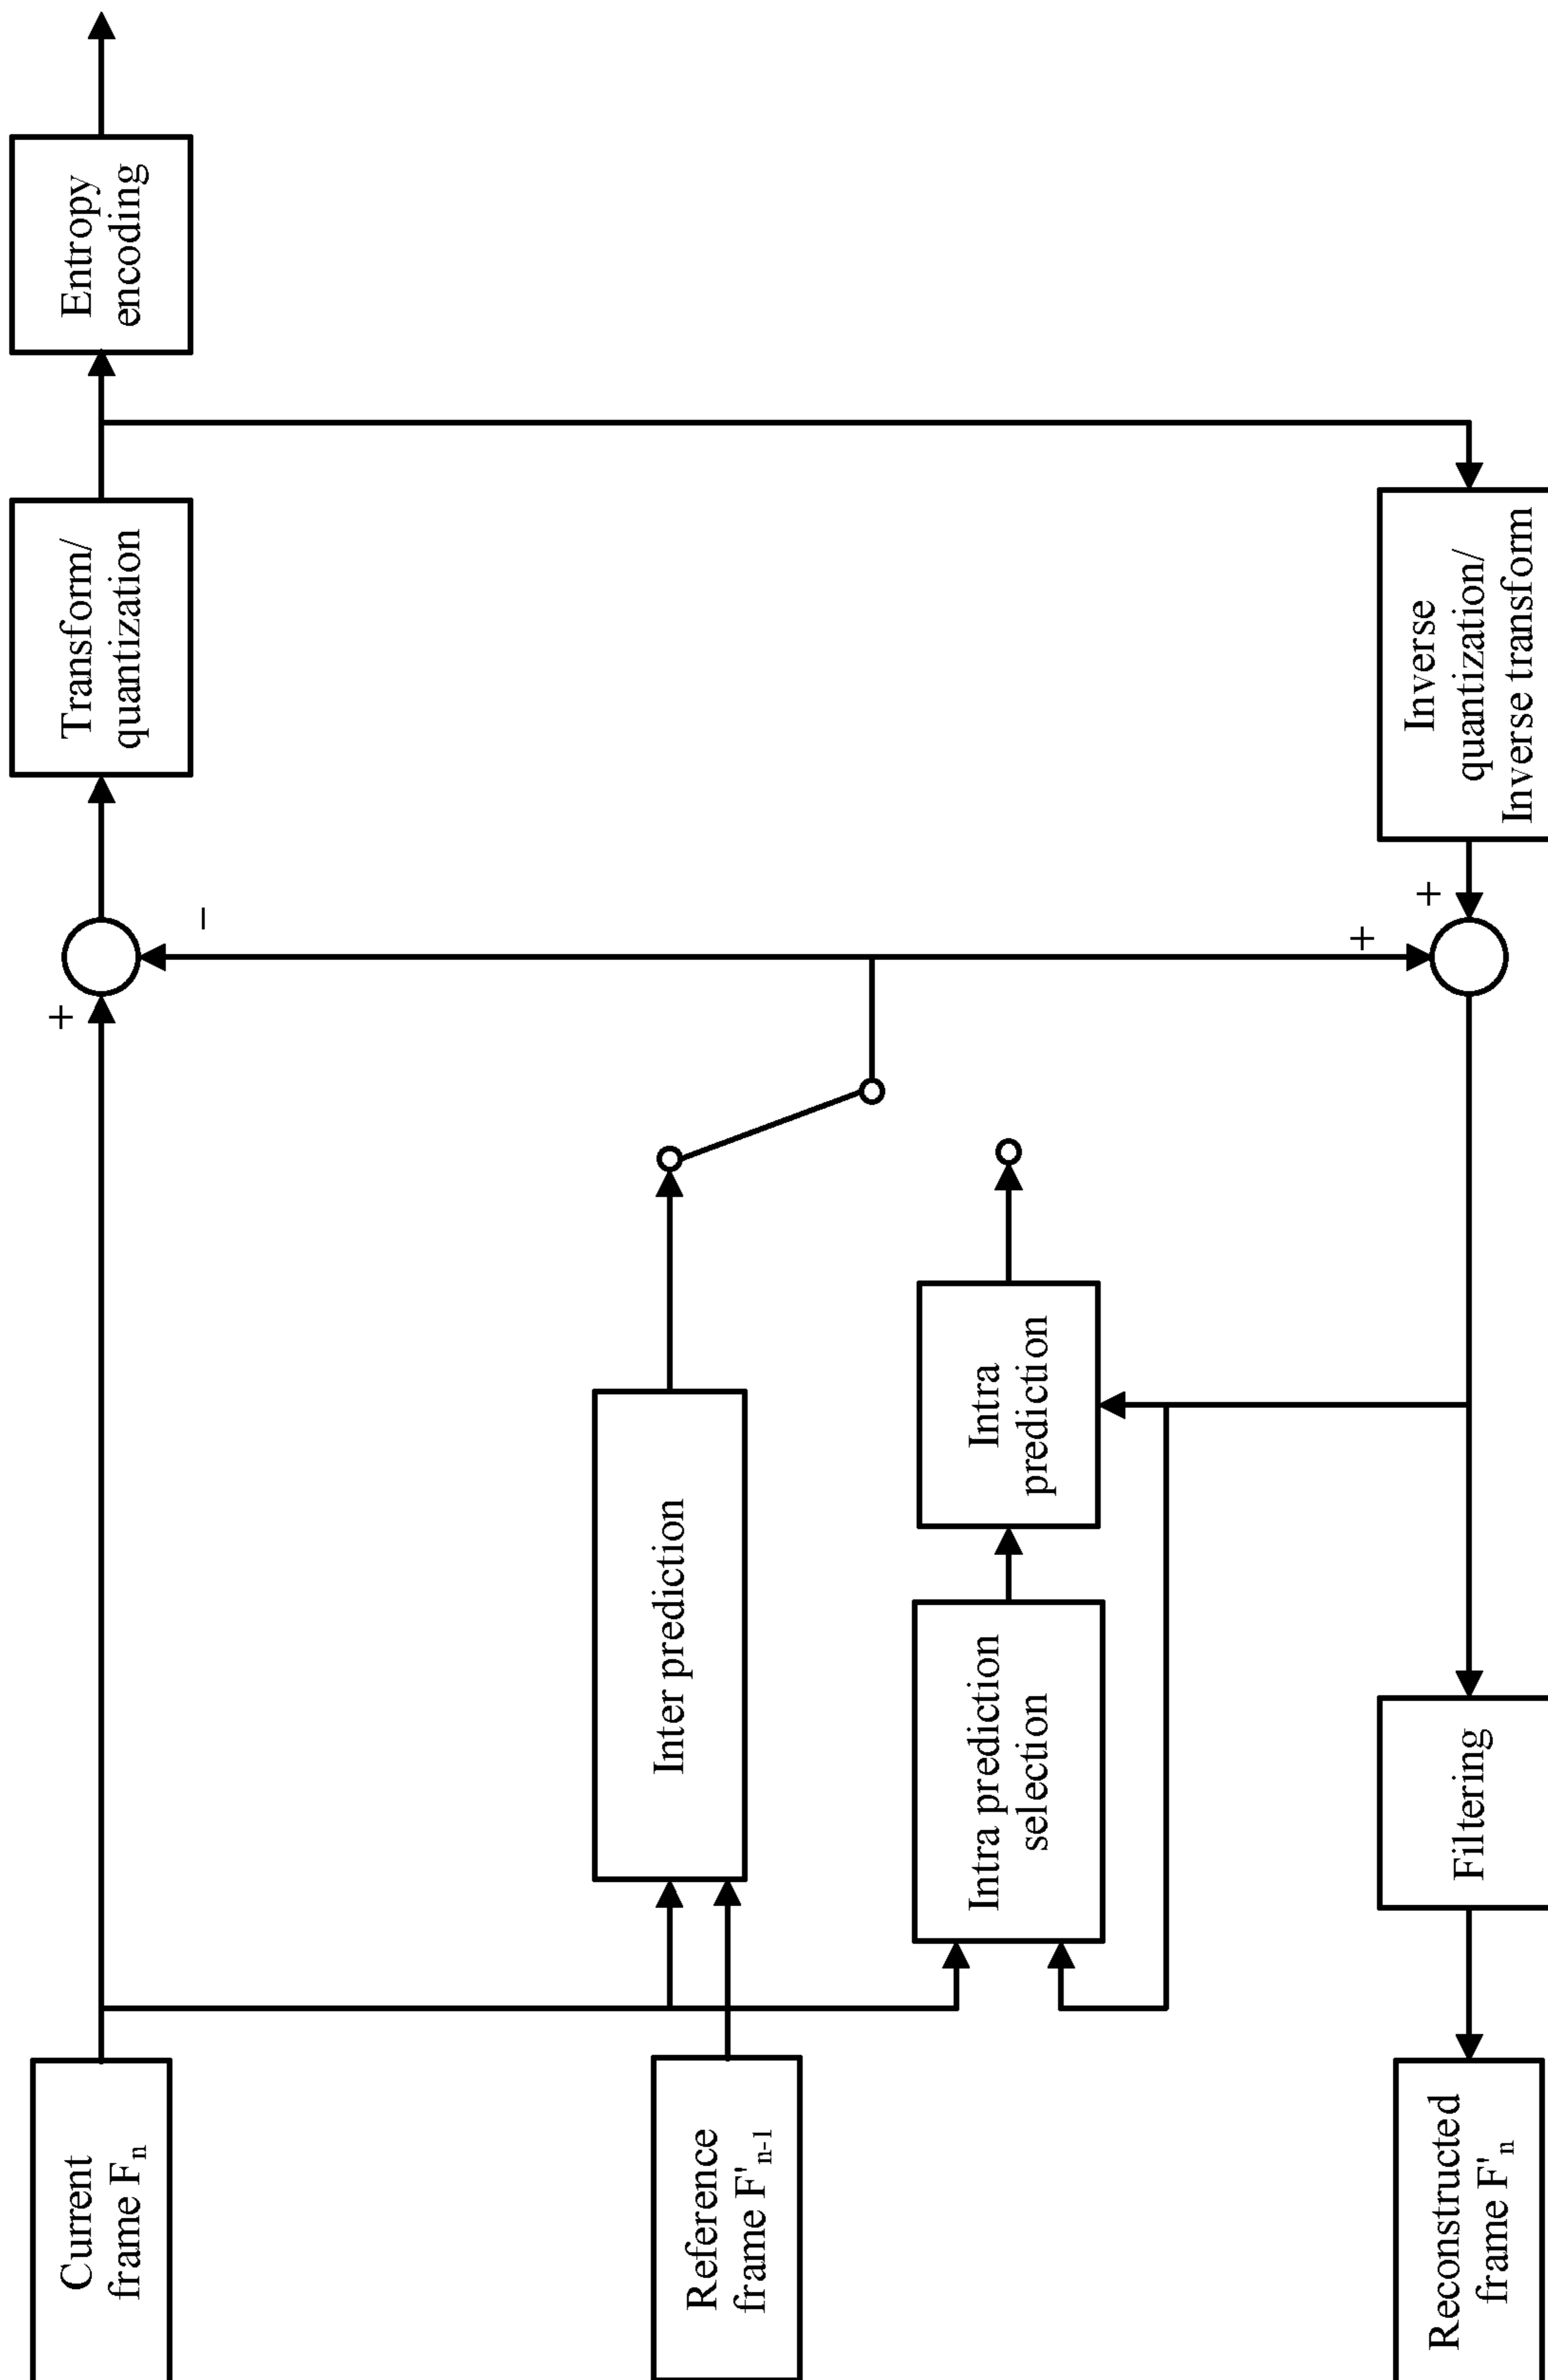 Current
frame Fn
+
-
Transform/
quantization
Entropy
encoding
Reference
frame F'n-1
Inter prediction
Intra prediction
selection
Intra
prediction
+
+
Inverse
quantization/
Inverse transform
Filtering
Reconstructed
frame F'n